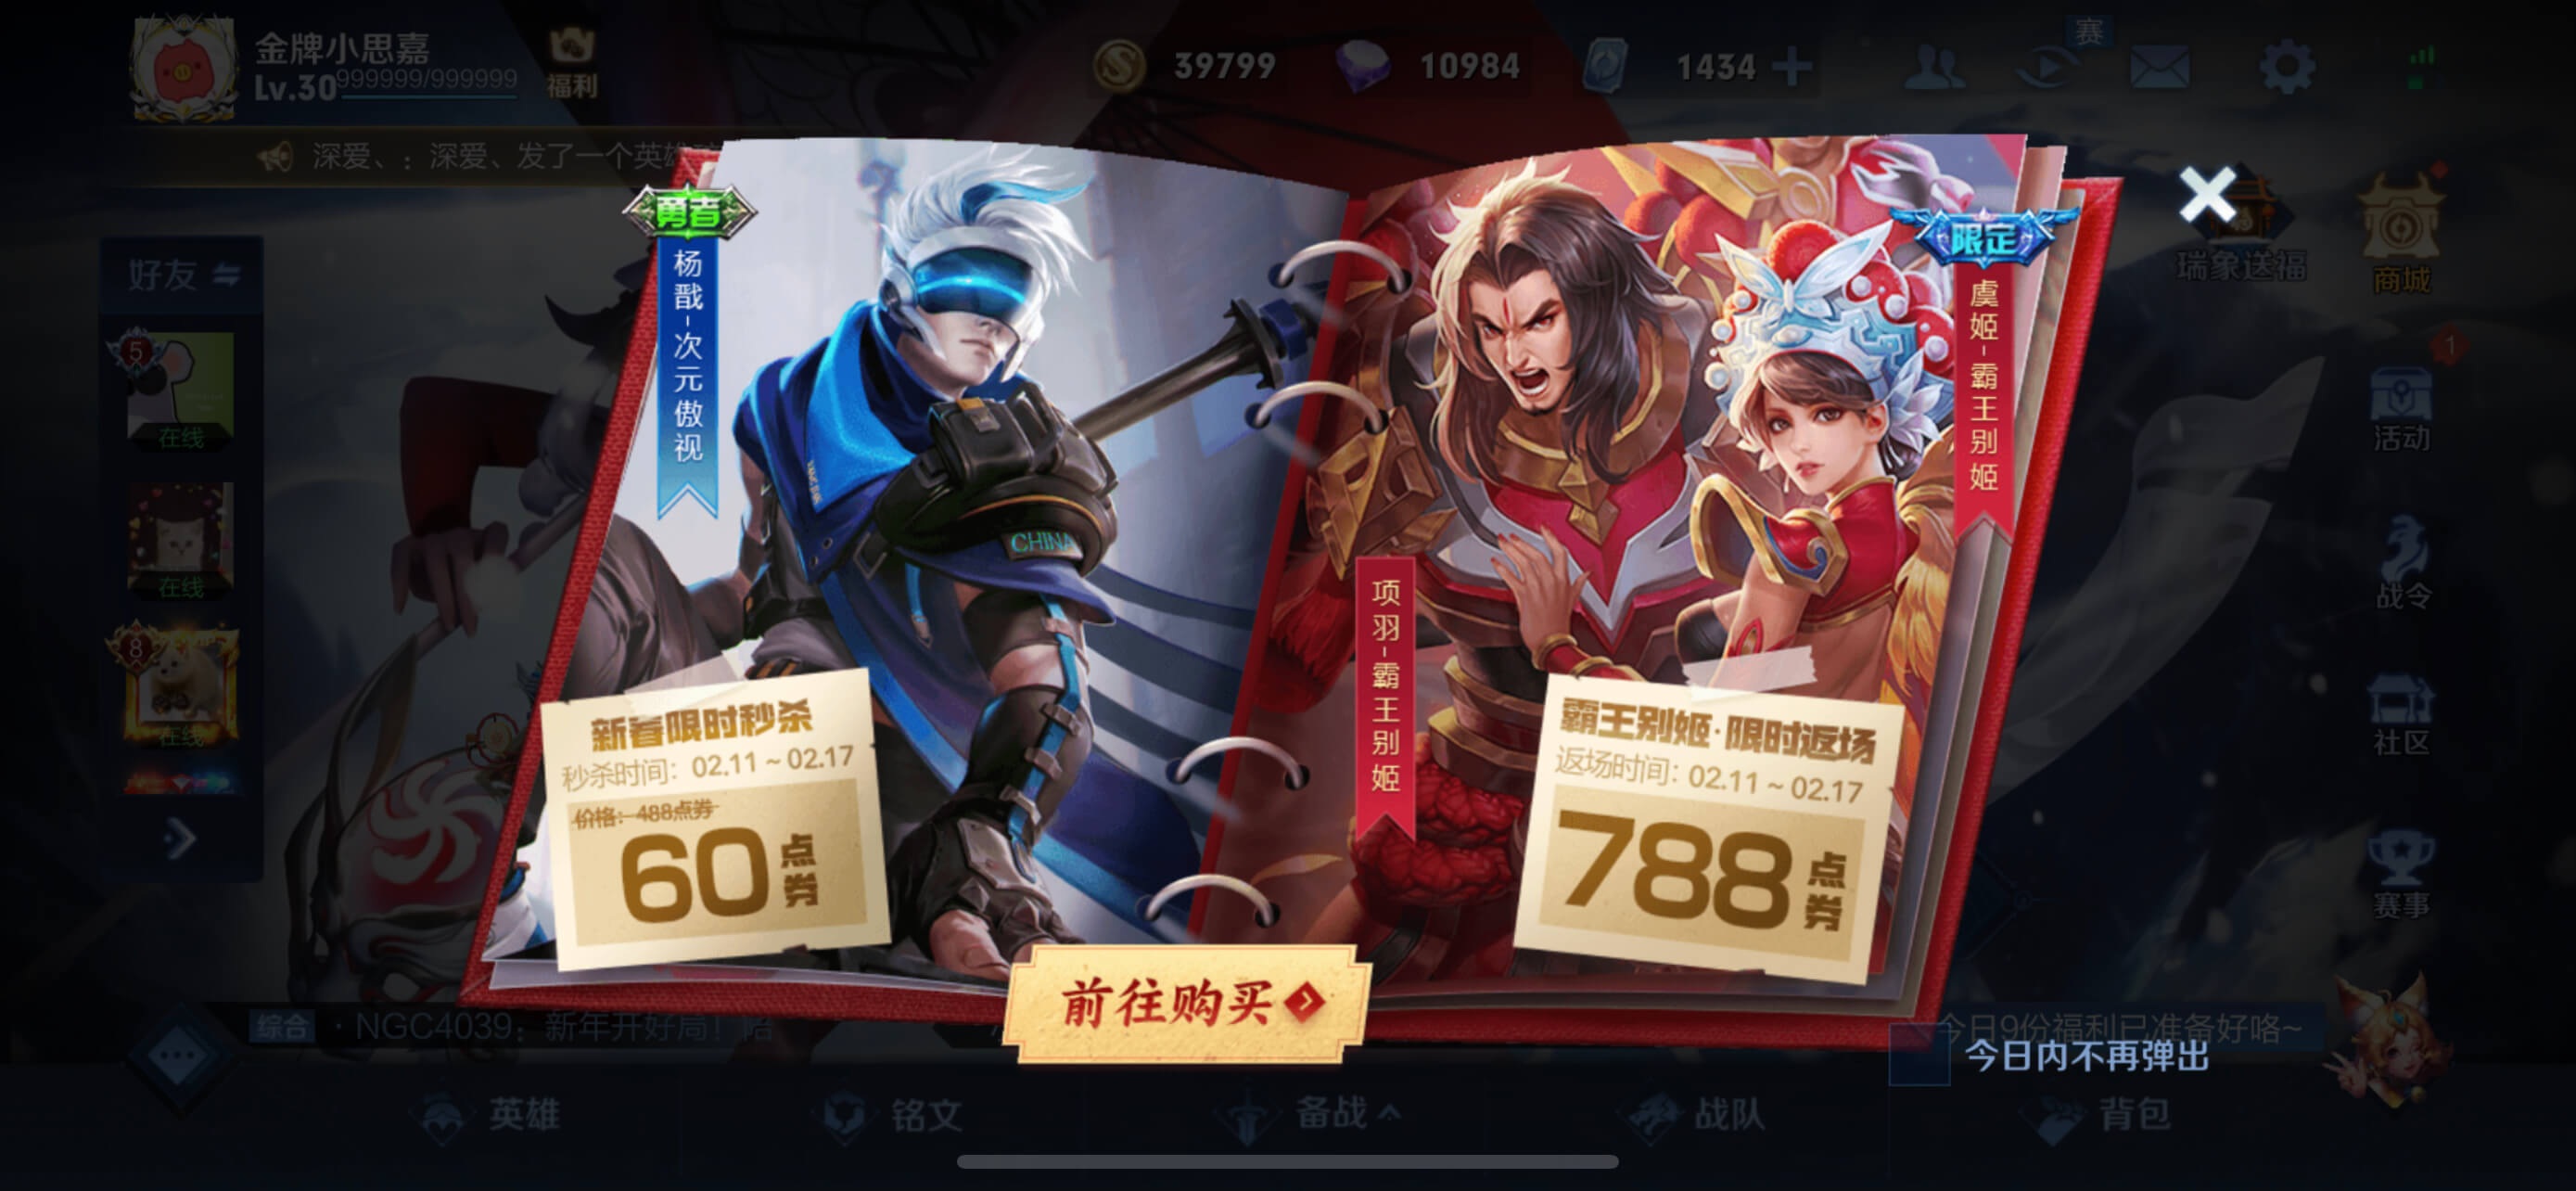 金牌小思嘉
Lv.30
999999/999999
福利
39799
10984
1434
赛
深爱、：深爱、发了一个英雄
好友
5
在线
在线
8
在线
勇者
杨戬-次元傲视
CHINA
新春限时秒杀
秒杀时间：02.11 ~ 02.17
价格：488点券
60点券
限定
虞姬-霸王别姬
项羽-霸王别姬
霸王别姬·限时返场
返场时间：02.11 ~ 02.17
788点券
前往购买
瑞象送福
商城
1
活动
战令
社区
赛事
综合
· NGC4039：新年开好局！
今日9份福利已准备好咯~
今日内不再弹出
英雄
铭文
备战
战队
背包